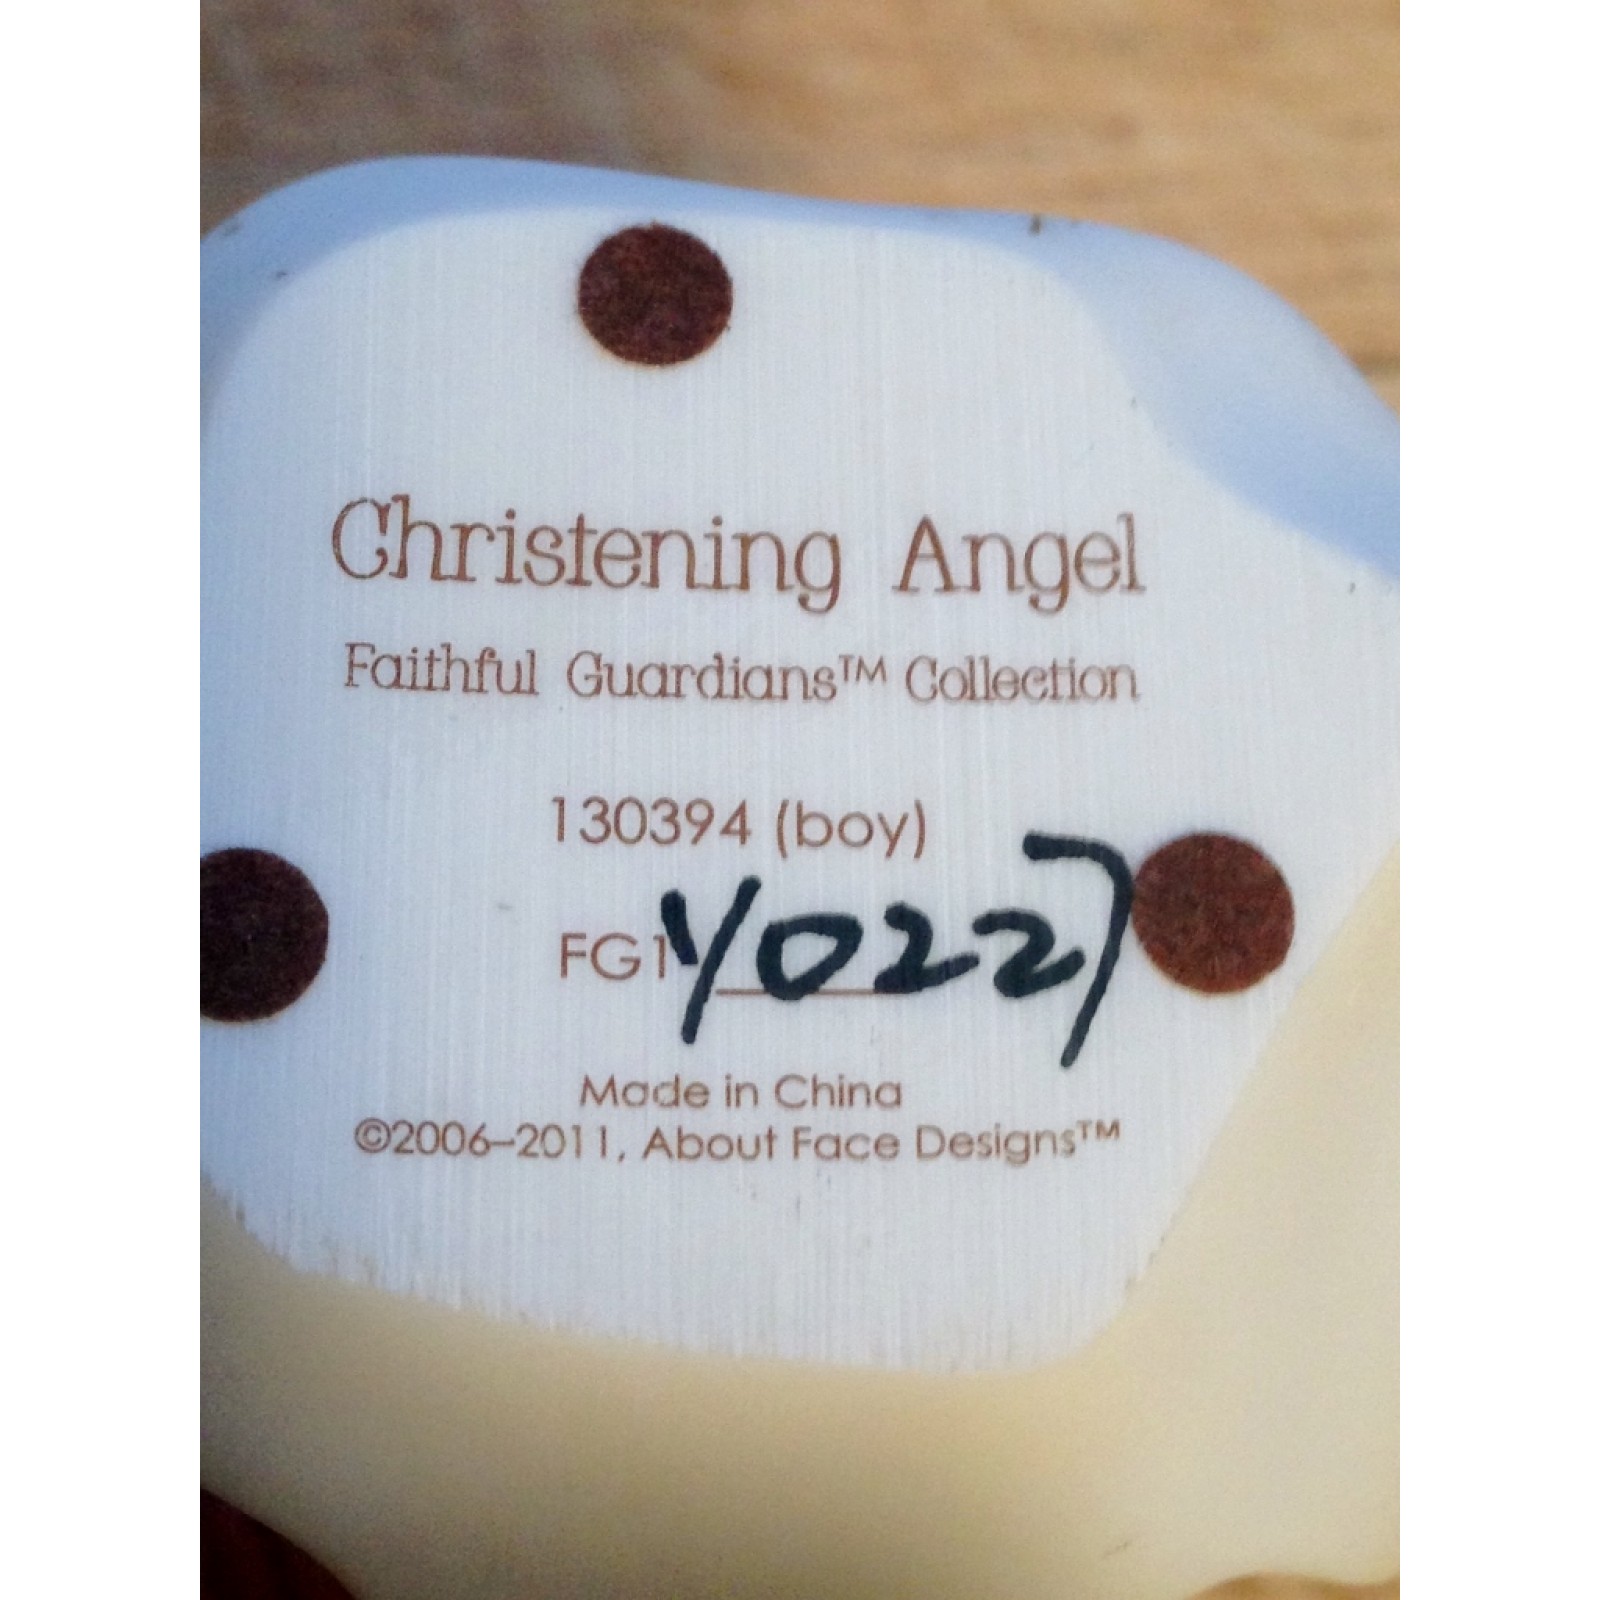 Christening Angel
Faithful Guardians™ Collection
130394 (boy)
FG1 Y0227
Made in China
©2006–2011, About Face Designs™